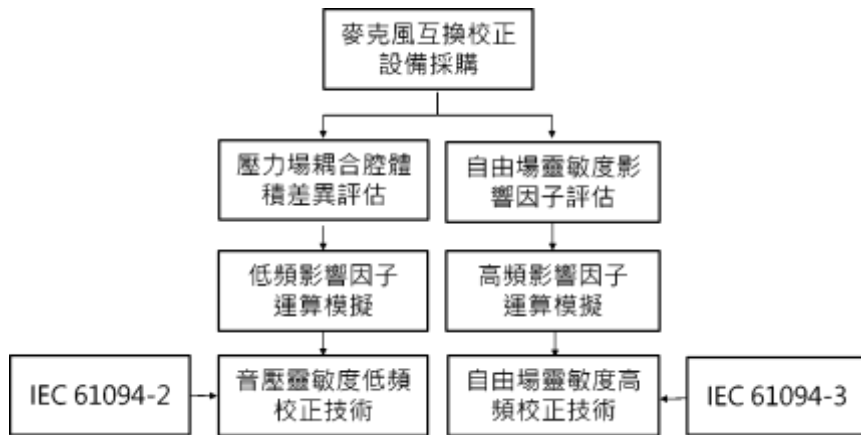 麥克風互換校正
設備採購
壓力場耦合腔體
積差異評估
自由場靈敏度影
響因子評估
低頻影響因子
運算模擬
高頻影響因子
運算模擬
IEC 61094-2
音壓靈敏度低頻
校正技術
自由場靈敏度高
頻校正技術
IEC 61094-3